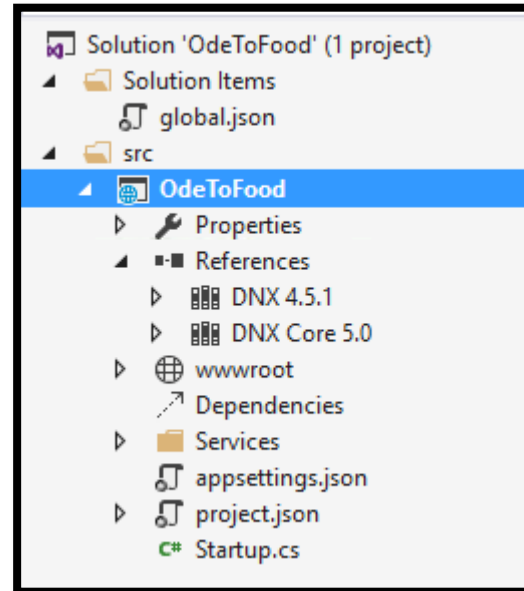 Solution 'OdeToFood' (1 project)
Solution Items
global.json
src
OdeToFood
Properties
References
DNX 4.5.1
DNX Core 5.0
wwwroot
Dependencies
Services
appsettings.json
project.json
C# Startup.cs